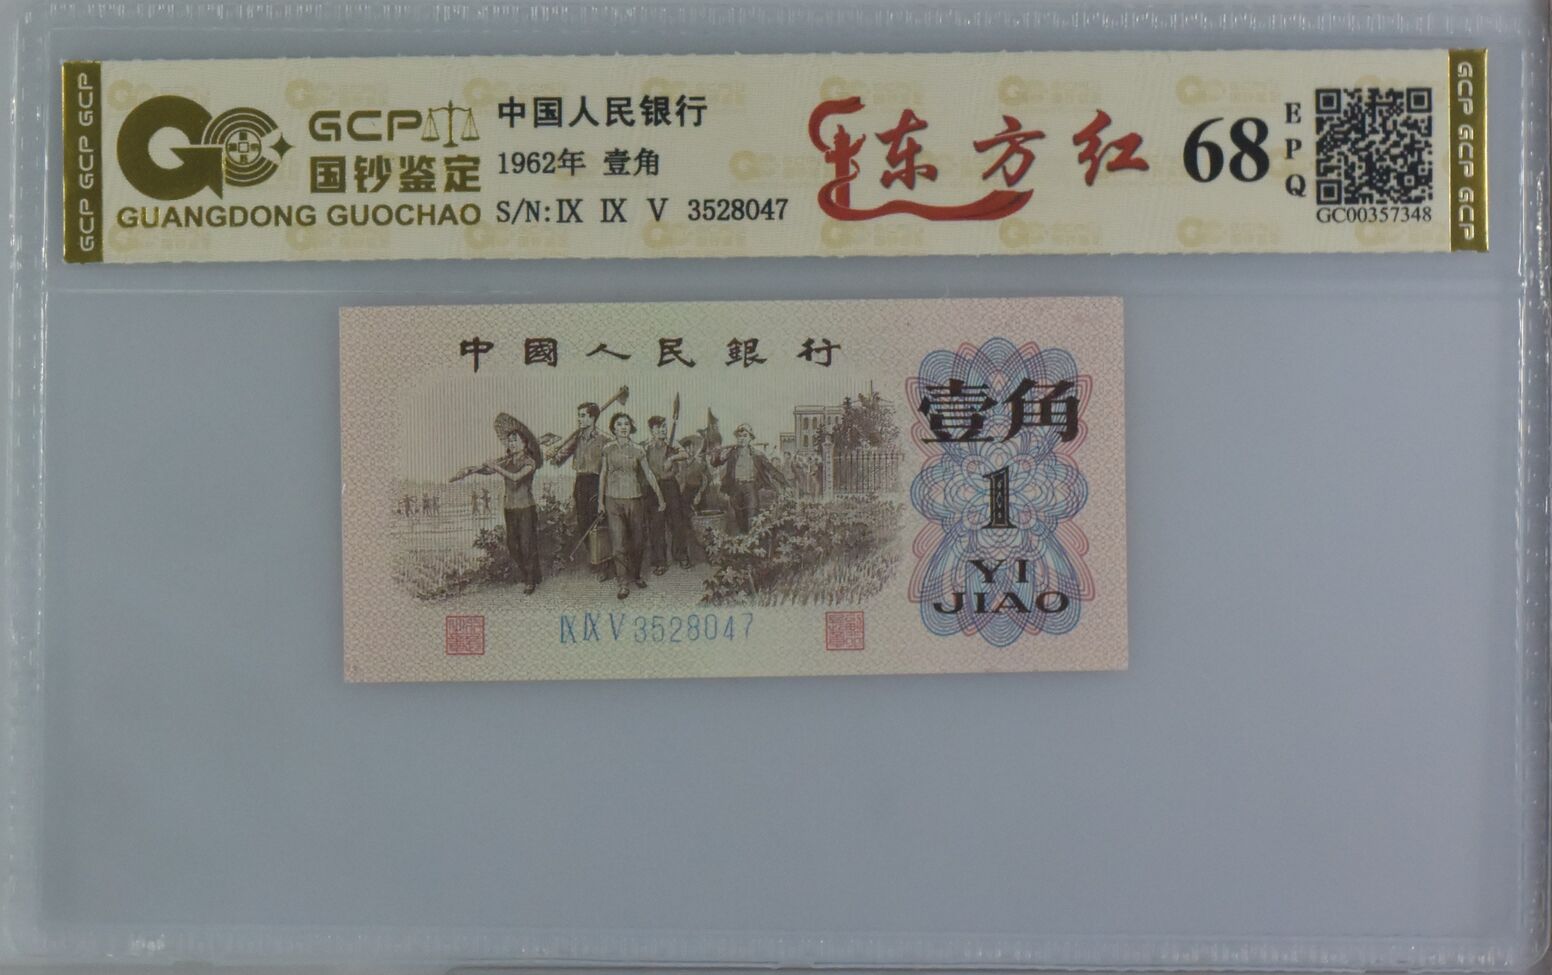 GCP GCP GCP
GCP
国钞鉴定
GUANGDONG GUOCHAO
中国人民银行
1962年 壹角
S/N:Ⅸ Ⅸ Ⅴ 3528047
东方红
68
EPQ
GC00357348
GCP GCP GCP
中國人民銀行
壹角
1
YI
JIAO
ⅨⅨⅤ3528047